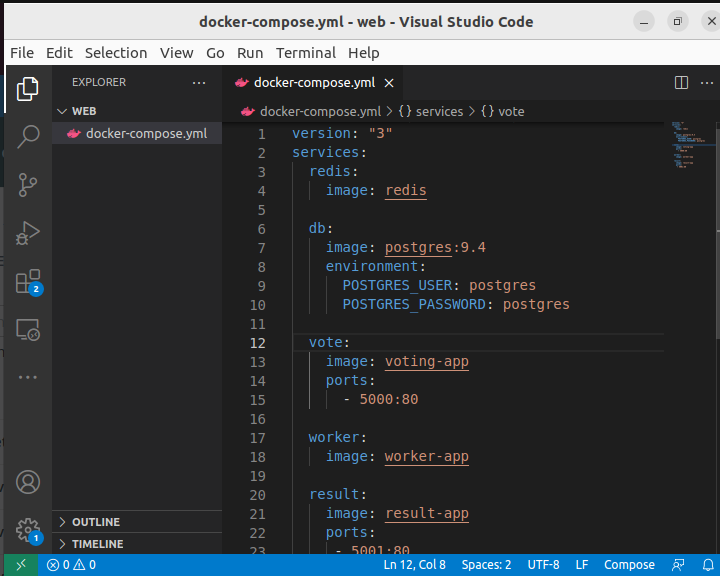 docker-compose.yml - web - Visual Studio Code
File Edit Selection View Go Run Terminal Help
EXPLORER
WEB
docker-compose.yml
docker-compose.yml
docker-compose.yml > {} services > {} vote
1 version: "3"
2 services:
3 redis:
4 image: redis
5
6 db:
7 image: postgres:9.4
8 environment:
9 POSTGRES_USER: postgres
10 POSTGRES_PASSWORD: postgres
11
12 vote:
13 image: voting-app
14 ports:
15 - 5000:80
16
17 worker:
18 image: worker-app
19
20 result:
21 image: result-app
22 ports:
23 - 5001:80
2
1
OUTLINE
TIMELINE
0 0 Ln 12, Col 8 Spaces: 2 UTF-8 LF Compose